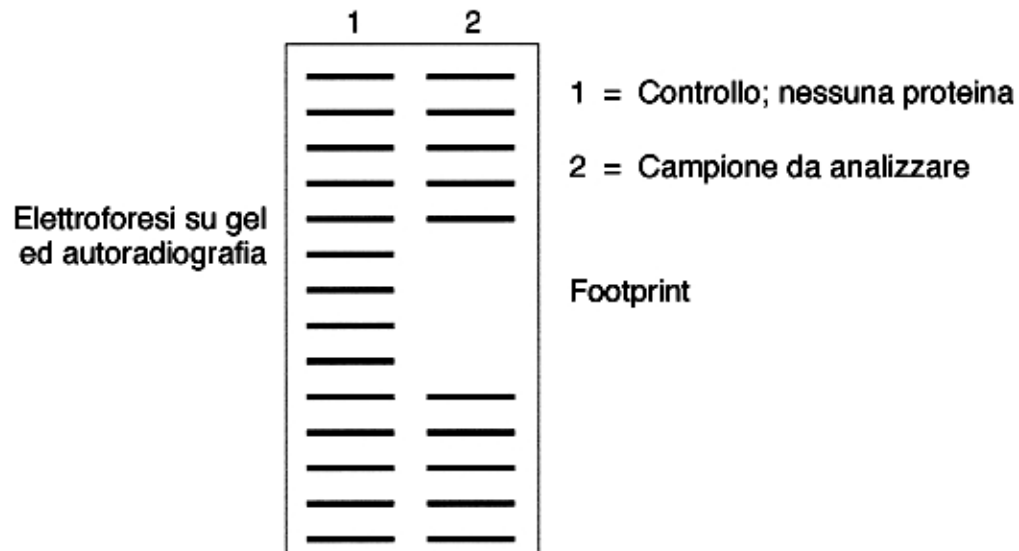 1 2
1 = Controllo; nessuna proteina
2 = Campione da analizzare
Elettroforesi su gel
ed autoradiografia
Footprint